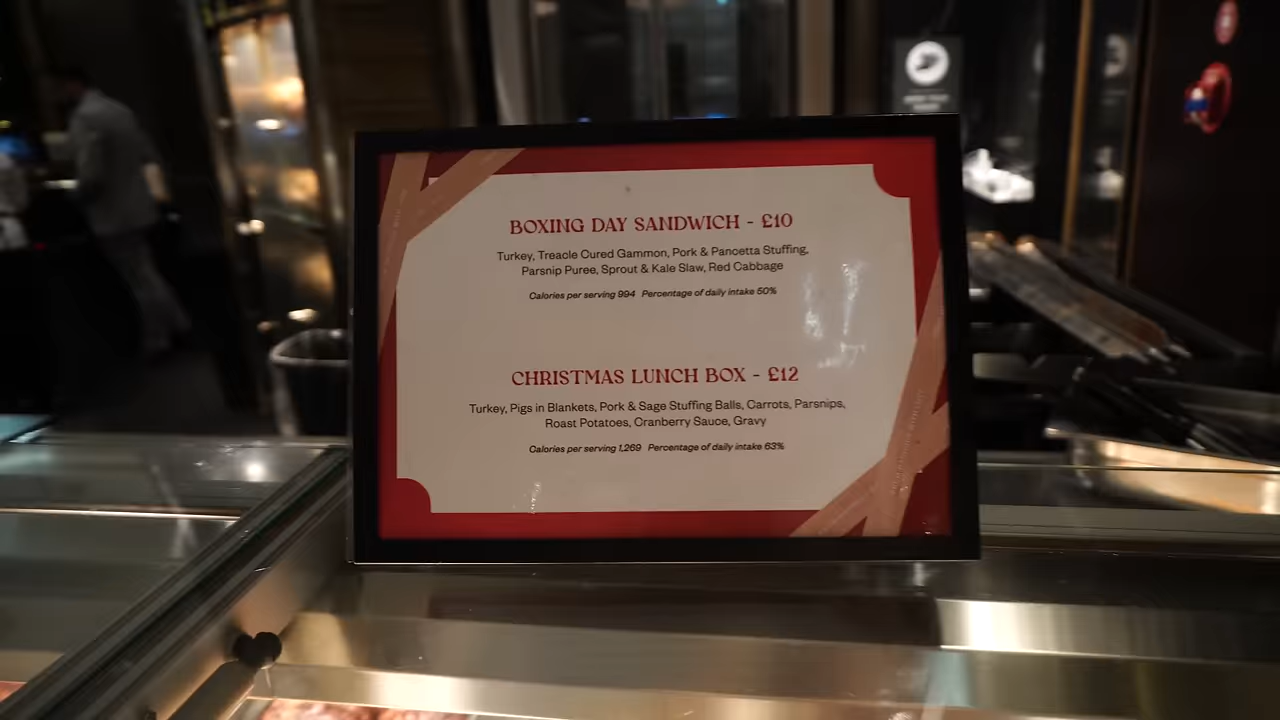 BOXING DAY SANDWICH - £10
Turkey, Treacle Cured Gammon, Pork & Pancetta Stuffing,
Parsnip Puree, Sprout & Kale Slaw, Red Cabbage
Calories per serving 994 Percentage of daily intake 50%
CHRISTMAS LUNCH BOX - £12
Turkey, Pigs in Blankets, Pork & Sage Stuffing Balls, Carrots, Parsnips,
Roast Potatoes, Cranberry Sauce, Gravy
Calories per serving 1,269 Percentage of daily intake 63%